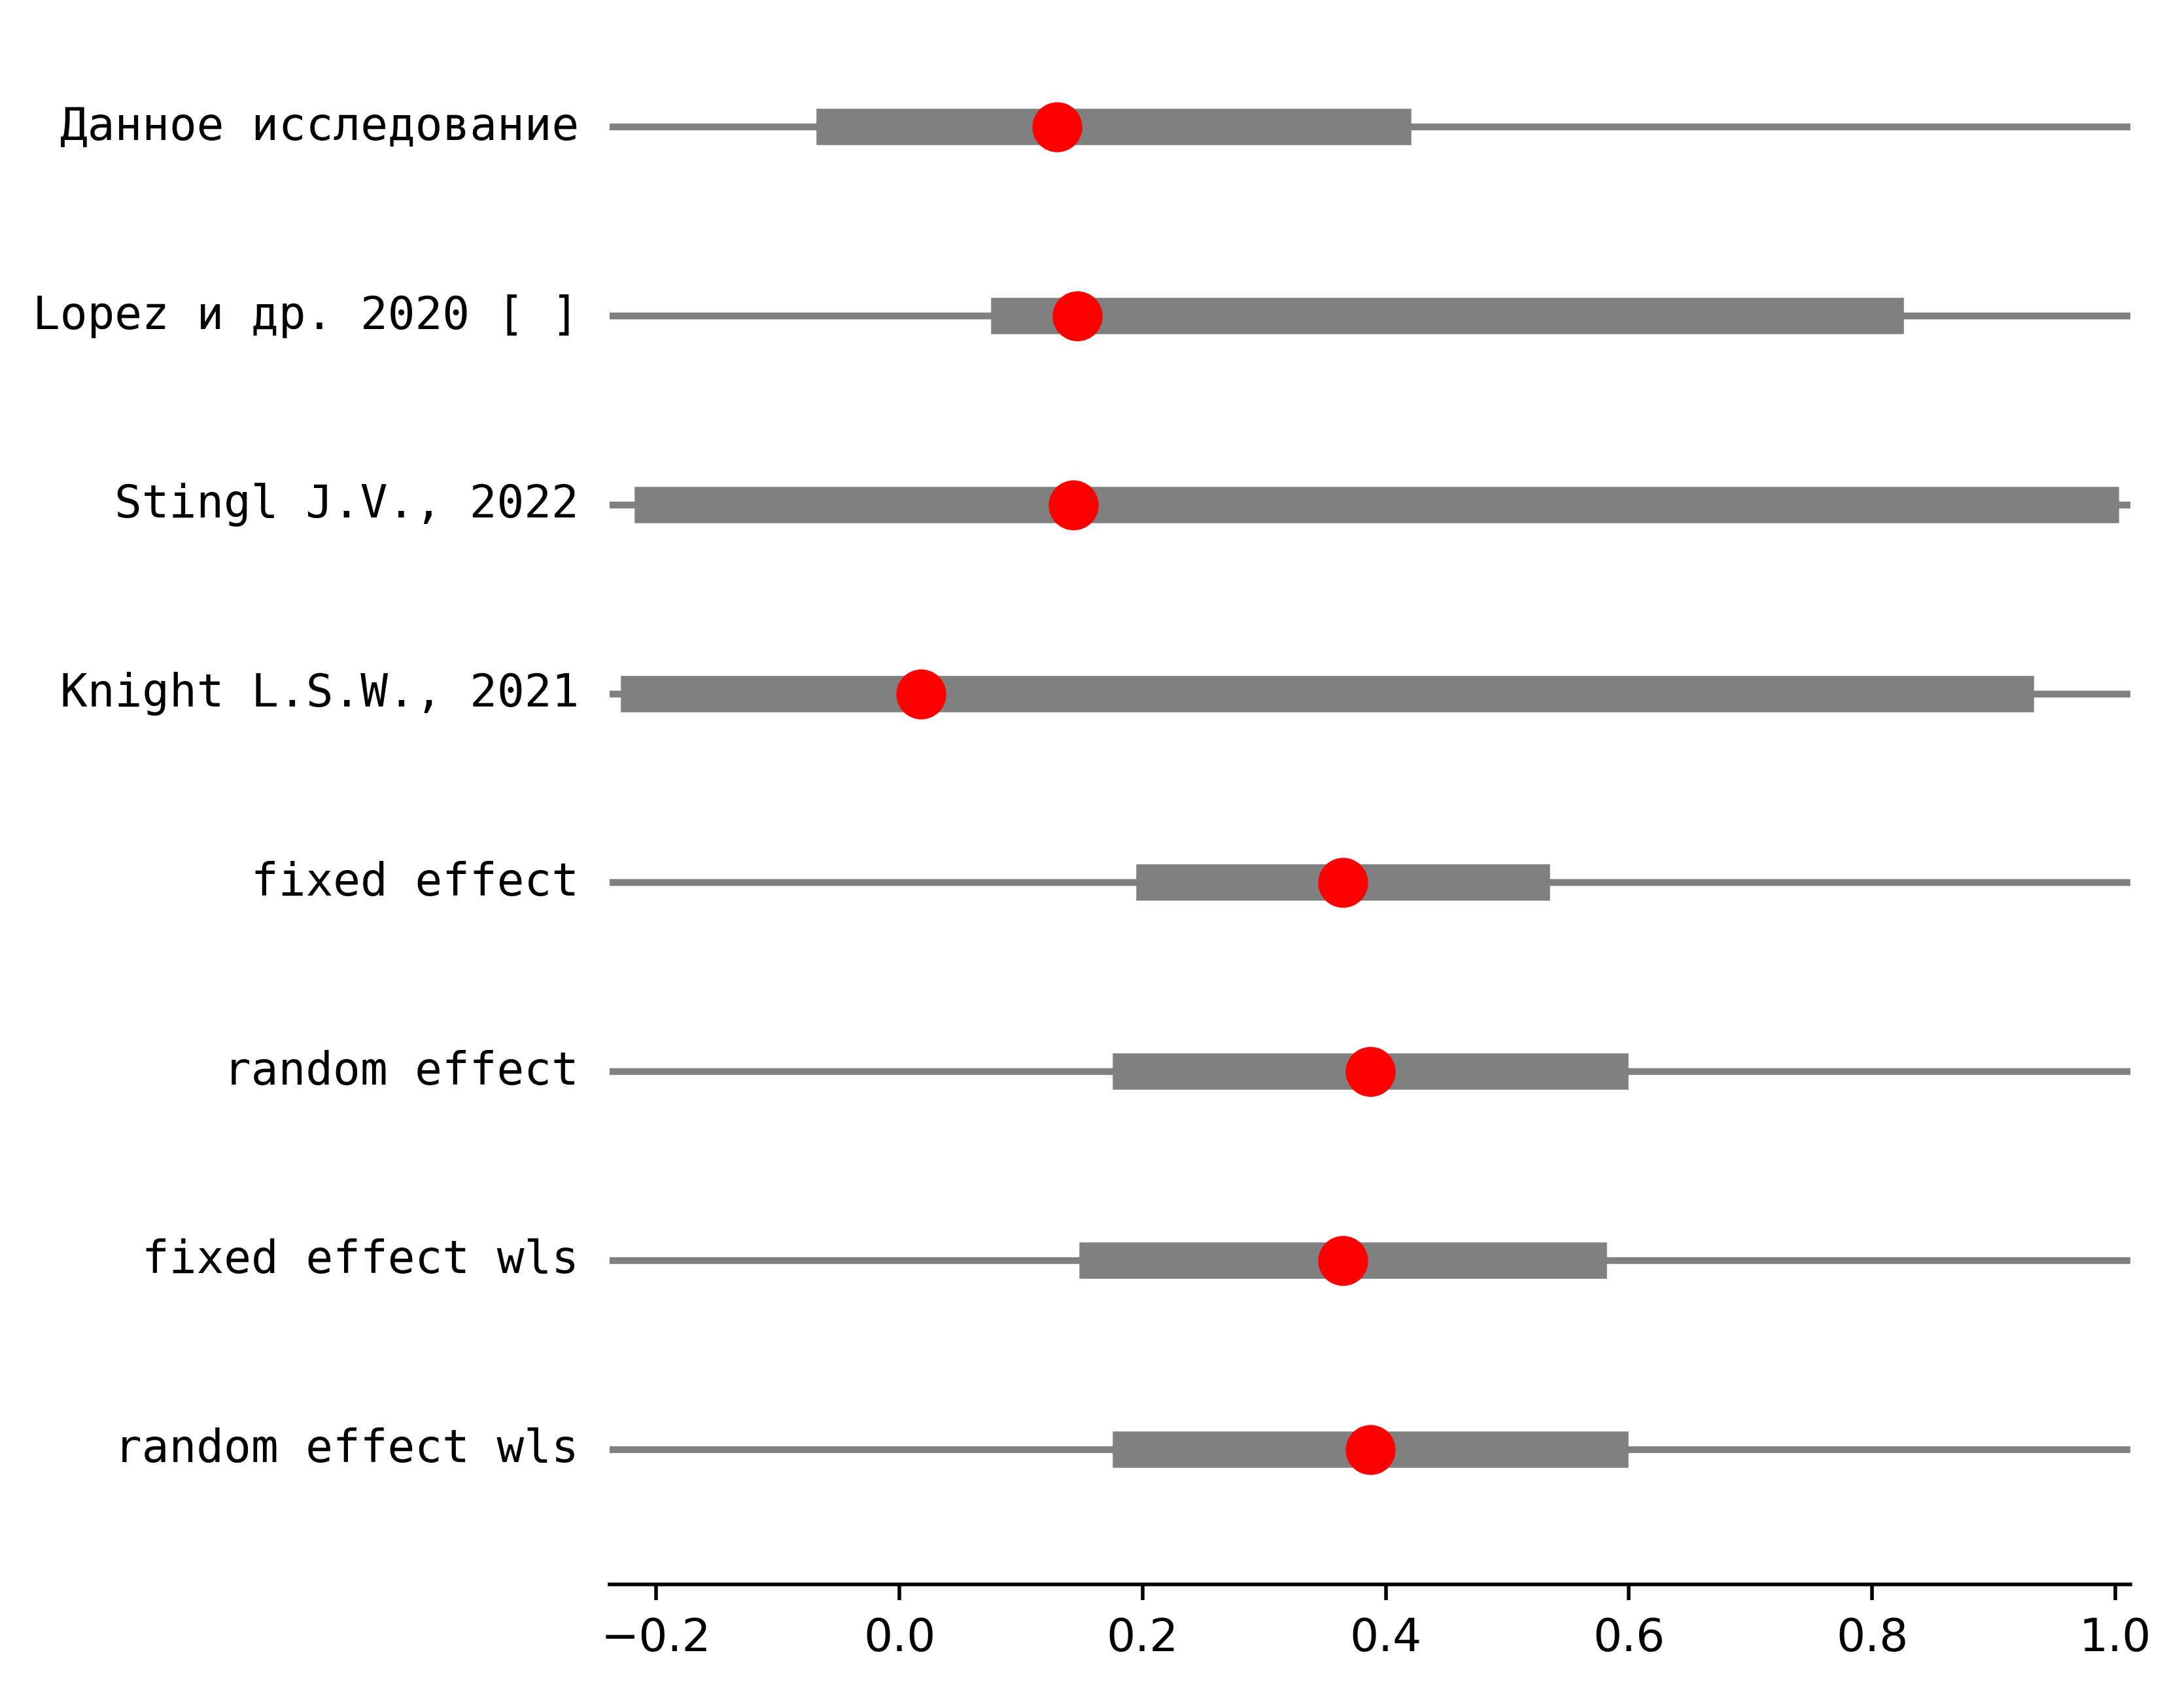 Данное исследование
Lopez и др. 2020 [ ]
Stingl J.V., 2022
Knight L.S.W., 2021
fixed effect
random effect
fixed effect wls
random effect wls
−0.2 0.0 0.2 0.4 0.6 0.8 1.0